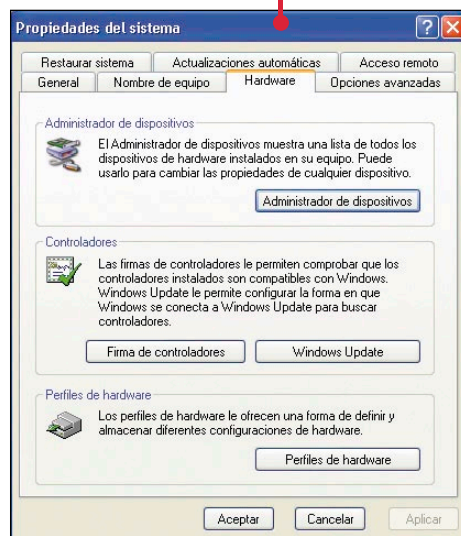 Propiedades del sistema
Restaurar sistema Actualizaciones automáticas Acceso remoto
General Nombre de equipo Hardware Opciones avanzadas
Administrador de dispositivos
El Administrador de dispositivos muestra una lista de todos los
dispositivos de hardware instalados en su equipo. Puede
usarlo para cambiar las propiedades de cualquier dispositivo.
Administrador de dispositivos
Controladores
Las firmas de controladores le permiten comprobar que los
controladores instalados son compatibles con Windows.
Windows Update le permite configurar la forma en que
Windows se conecta a Windows Update para buscar
controladores.
Firma de controladores Windows Update
Perfiles de hardware
Los perfiles de hardware le ofrecen una forma de definir y
almacenar diferentes configuraciones de hardware.
Perfiles de hardware
Aceptar Cancelar Aplicar